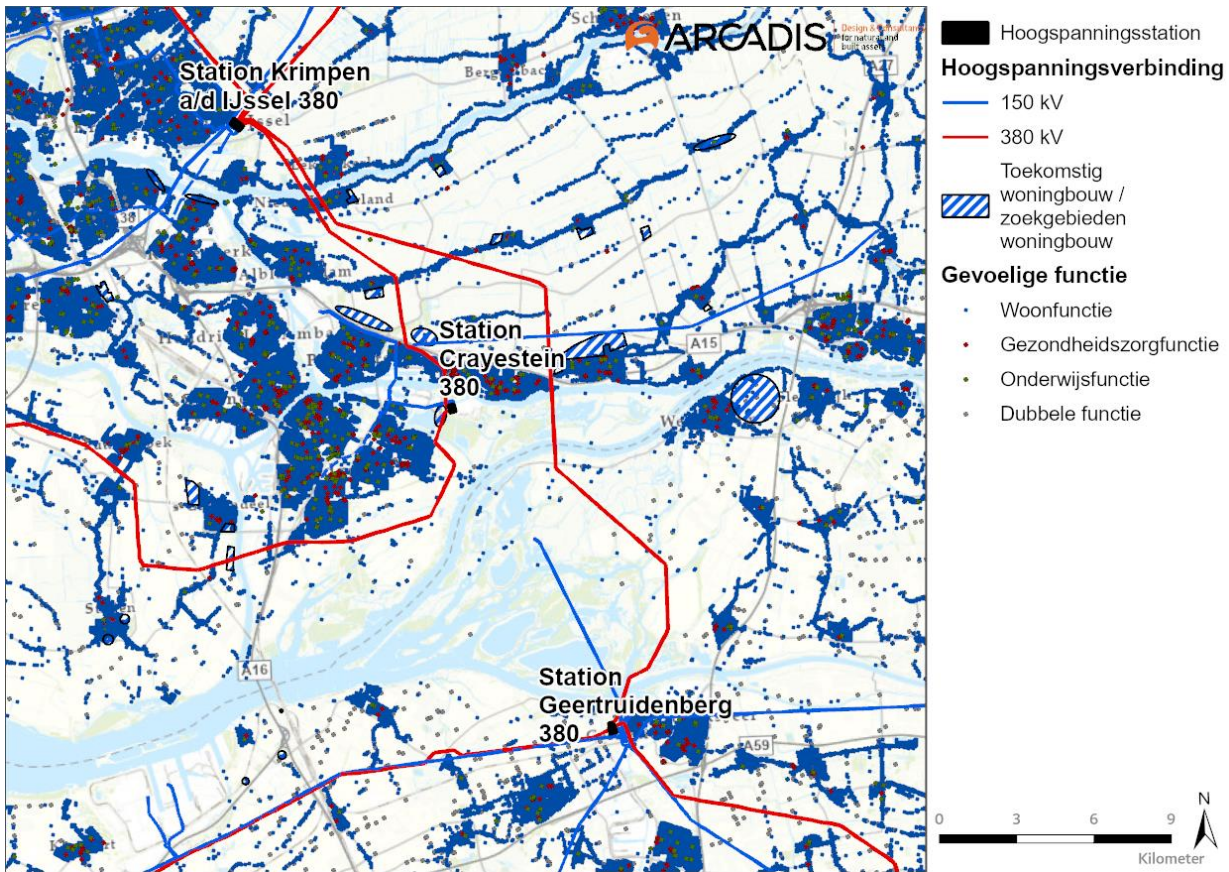 ARCADIS
Design & Consultancy
for natural and
built assets
A27
Station Krimpen
a/d IJssel 380
Station
Crayestein
380
A15
A16
Station
Geertruidenberg
380
A59
Hoogspanningsstation
Hoogspanningsverbinding
150 kV
380 kV
Toekomstig
woningbouw /
zoekgebieden
woningbouw
Gevoelige functie
Woonfunctie
Gezondheidszorgfunctie
Onderwijsfunctie
Dubbele functie
N
0 3 6 9
Kilometer